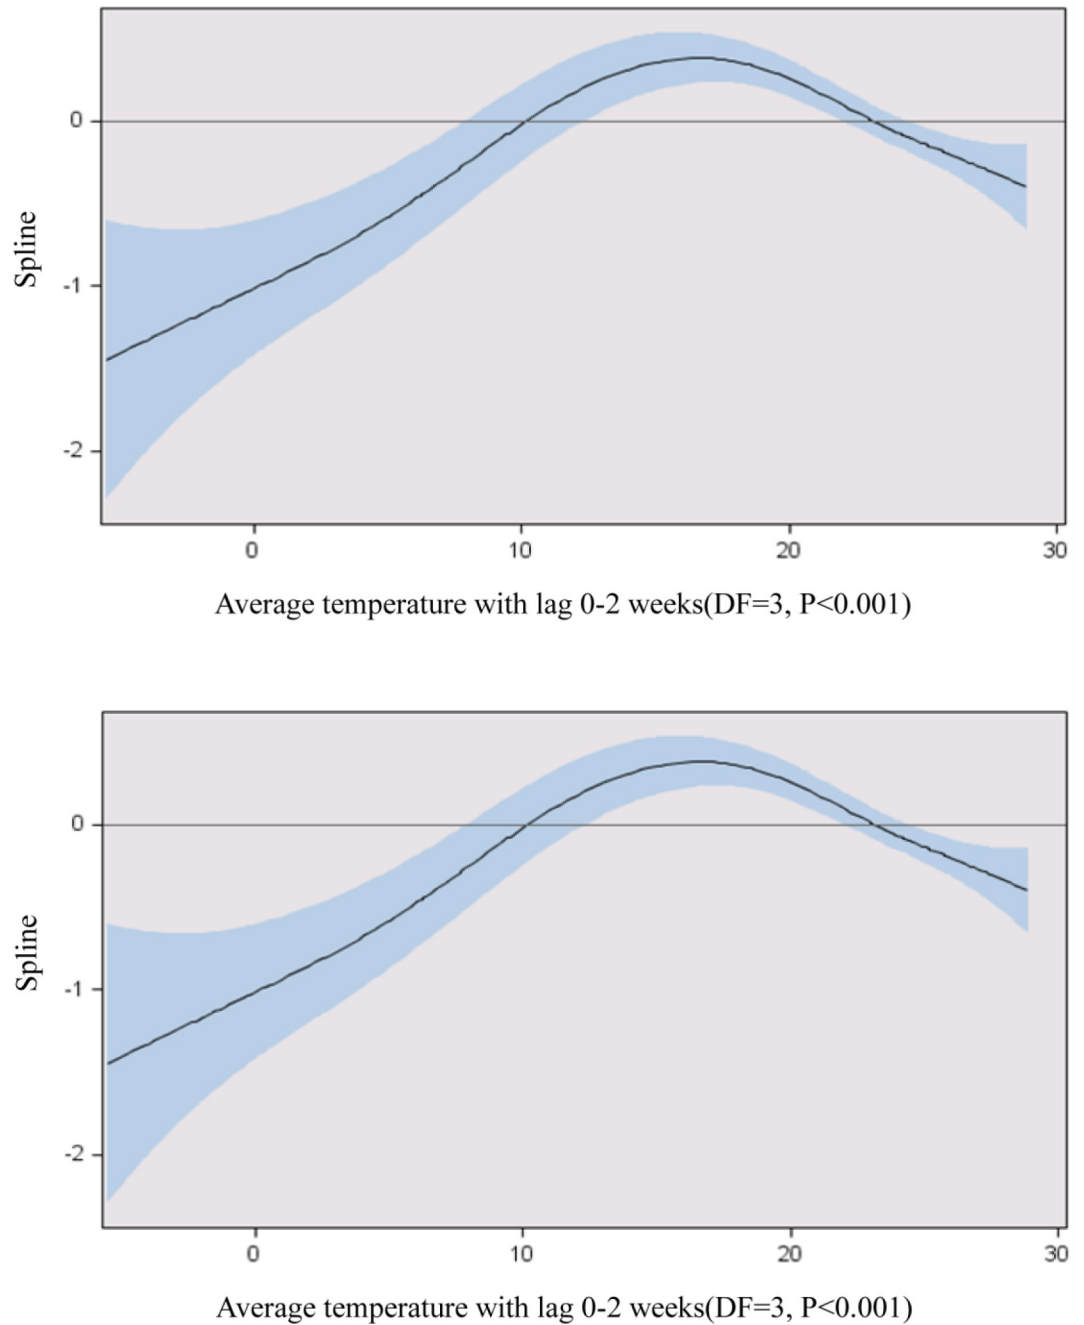 0
Spline
-1
-2
0 10 20 30
Average temperature with lag 0-2 weeks(DF=3, P<0.001)
0
Spline
-1
-2
0 10 20 30
Average temperature with lag 0-2 weeks(DF=3, P<0.001)